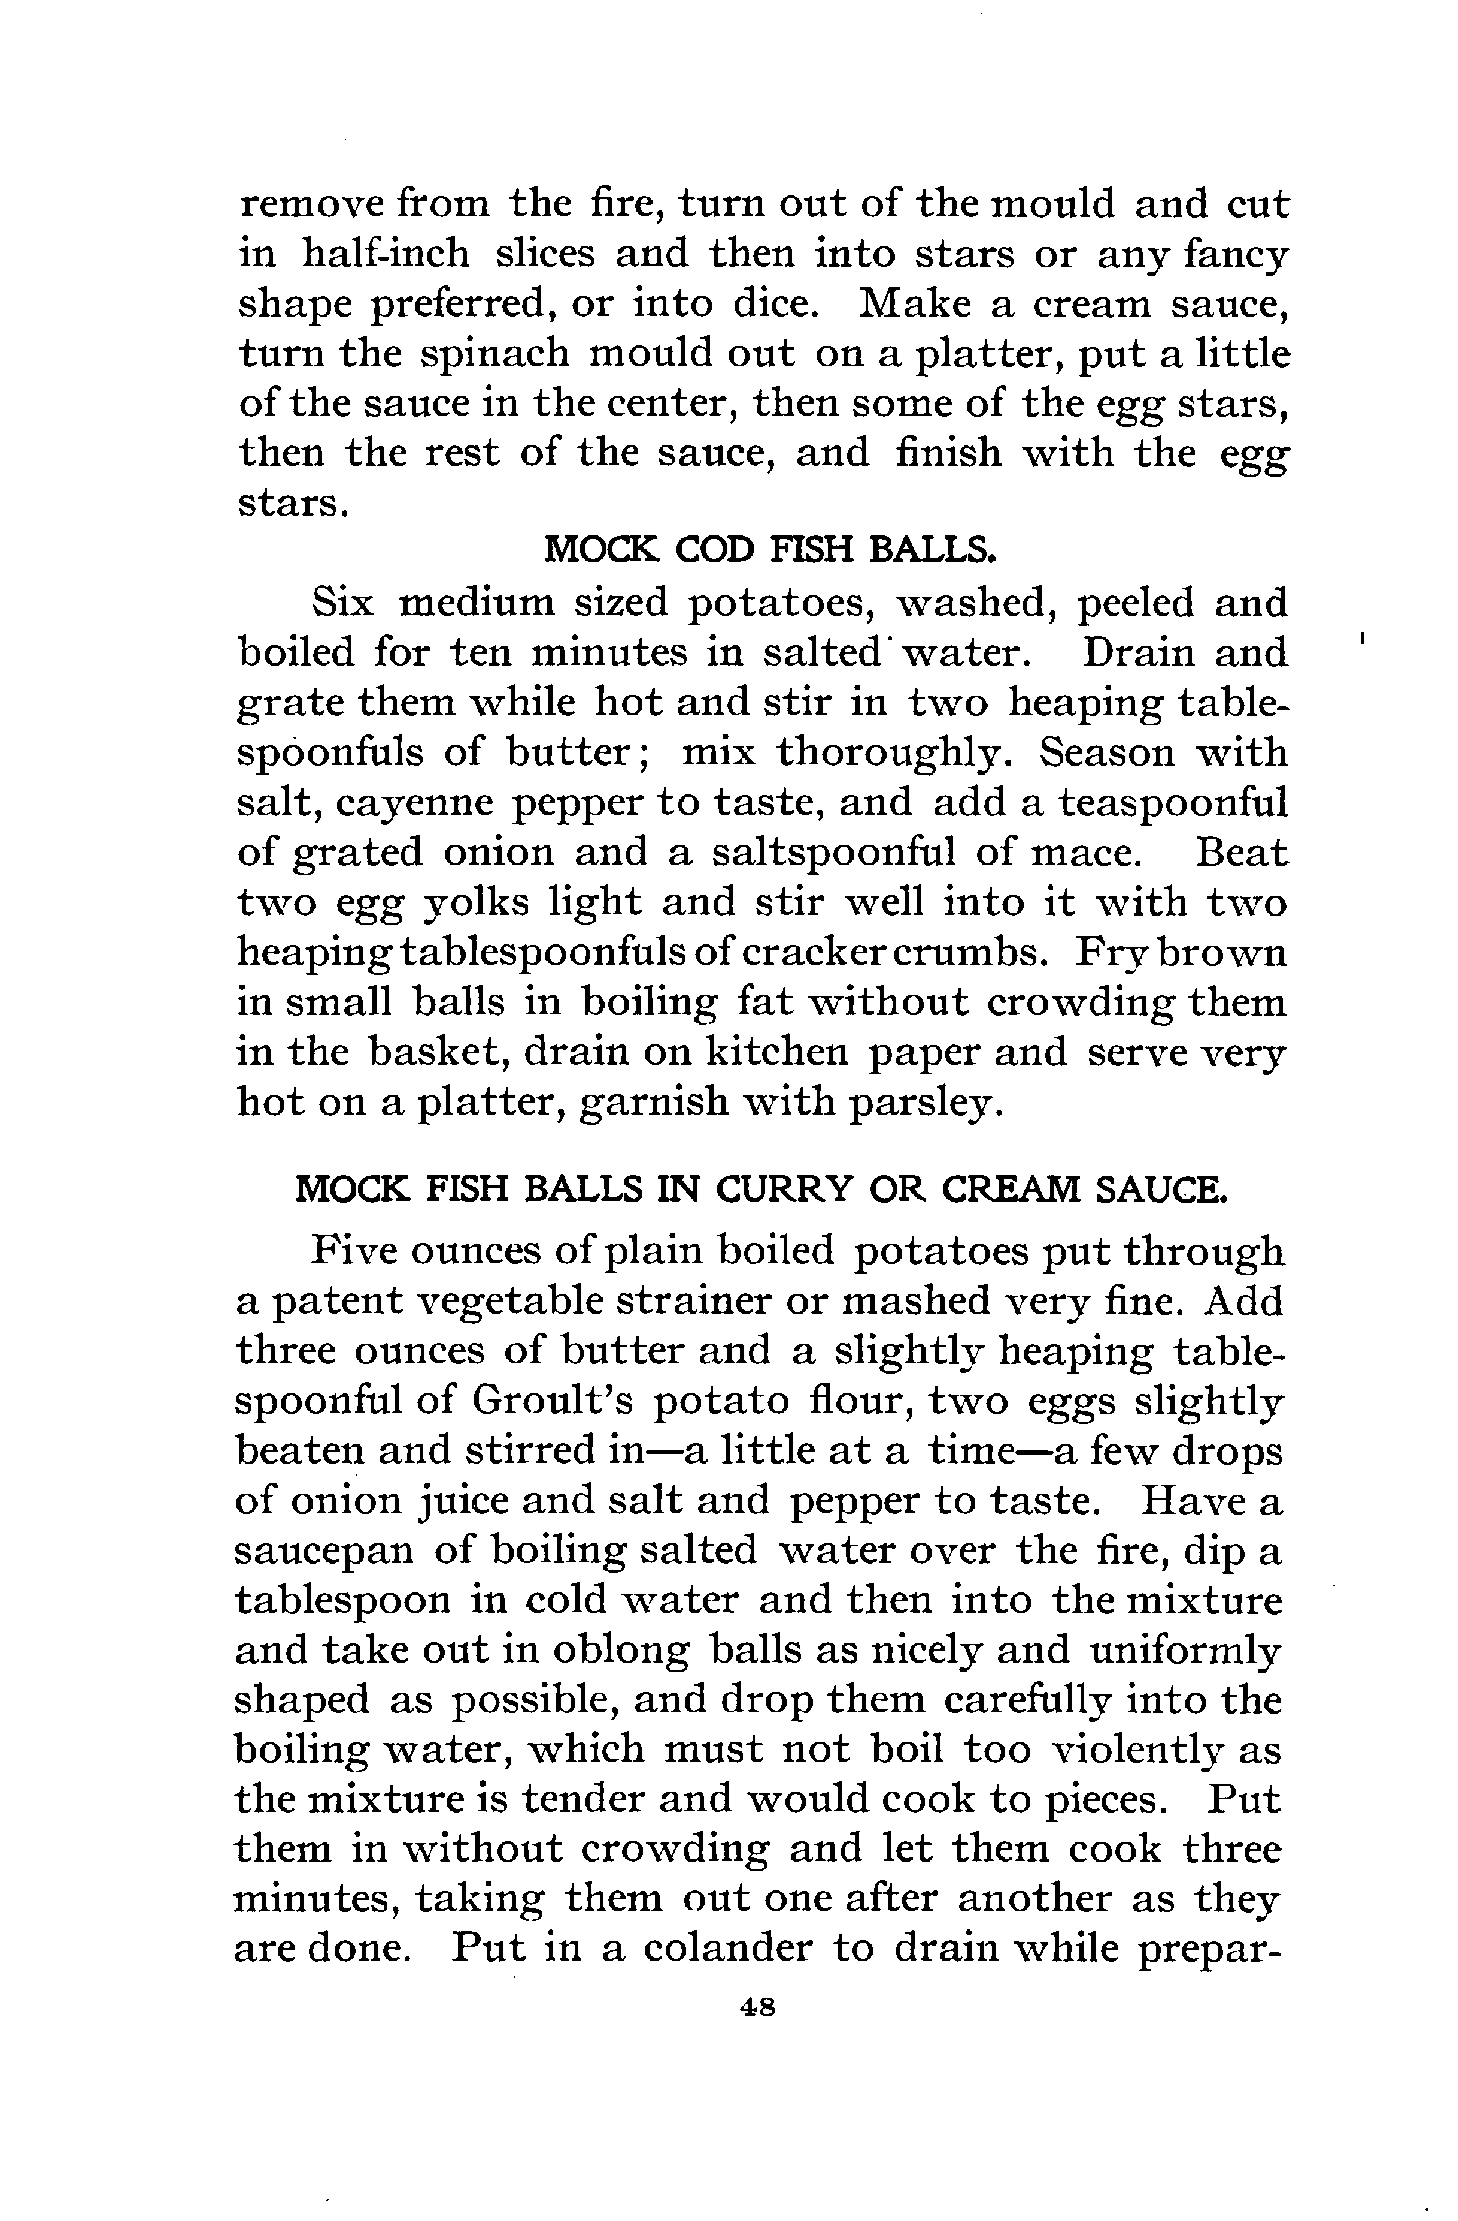 remove from the fire, turn out of the mould and cut
in half-inch slices and then into stars or any fancy
shape preferred, or into dice. Make a cream sauce,
turn the spinach mould out on a platter, put a little
of the sauce in the center, then some of the egg stars,
then the rest of the sauce, and finish with the egg
stars.
MOCK COD FISH BALLS.
Six medium sized potatoes, washed, peeled and
boiled for ten minutes in salted water. Drain and
grate them while hot and stir in two heaping table-
spoonfuls of butter; mix thoroughly. Season with
salt, cayenne pepper to taste, and add a teaspoonful
of grated onion and a saltspoonful of mace. Beat
two egg yolks light and stir well into it with two
heaping tablespoonfuls of cracker crumbs. Fry brown
in small balls in boiling fat without crowding them
in the basket, drain on kitchen paper and serve very
hot on a platter, garnish with parsley.
MOCK FISH BALLS IN CURRY OR CREAM SAUCE.
Five ounces of plain boiled potatoes put through
a patent vegetable strainer or mashed very fine. Add
three ounces of butter and a slightly heaping table-
spoonful of Groult's potato flour, two eggs slightly
beaten and stirred in—a little at a time—a few drops
of onion juice and salt and pepper to taste. Have a
saucepan of boiling salted water over the fire, dip a
tablespoon in cold water and then into the mixture
and take out in oblong balls as nicely and uniformly
shaped as possible, and drop them carefully into the
boiling water, which must not boil too violently as
the mixture is tender and would cook to pieces. Put
them in without crowding and let them cook three
minutes, taking them out one after another as they
are done. Put in a colander to drain while prepar-
48